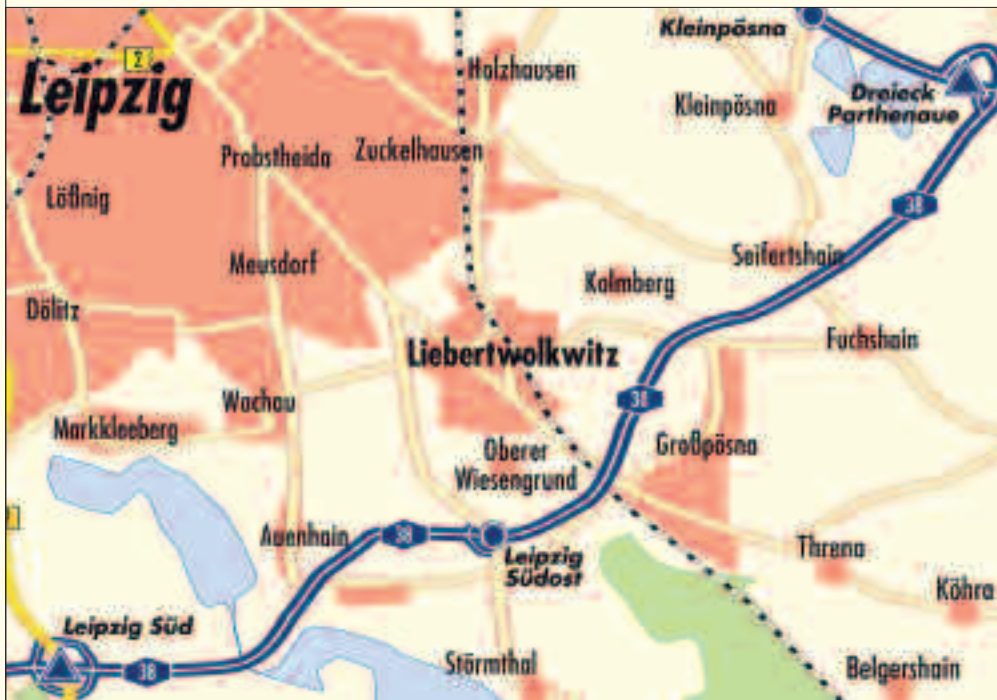 Kleinpösna
2
Holzhausen
Leipzig
Kleinpösna
Dreieck
Parthenaue
Probstheida
Zuckelhausen
Lößnig
38
Meusdorf
Seifertshain
Kolmberg
Dölitz
Fuchshain
Liebertwolkwitz
38
Wachau
Markkleeberg
Großpösna
Oberer
Wiesengrund
Auenhain
38
Leipzig
Südost
Threna
Köhra
Leipzig Süd
38
Störmthal
Belgershain